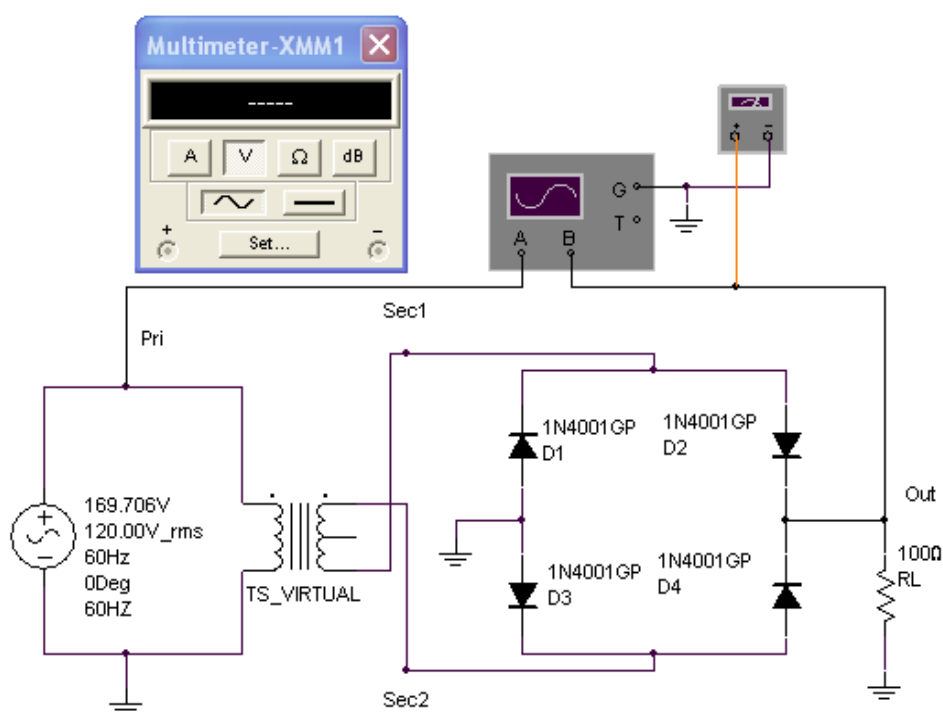 Multimeter-XMM1
-----
A V Ω dB
+ Set... −
+ −
G
T
A B
Sec1
Pri
1N4001GP
D1
1N4001GP
D2
169.706V
120.00V_rms
60Hz
0Deg
60HZ
+
−
TS_VIRTUAL
1N4001GP
D3
1N4001GP
D4
Out
100Ω
RL
Sec2